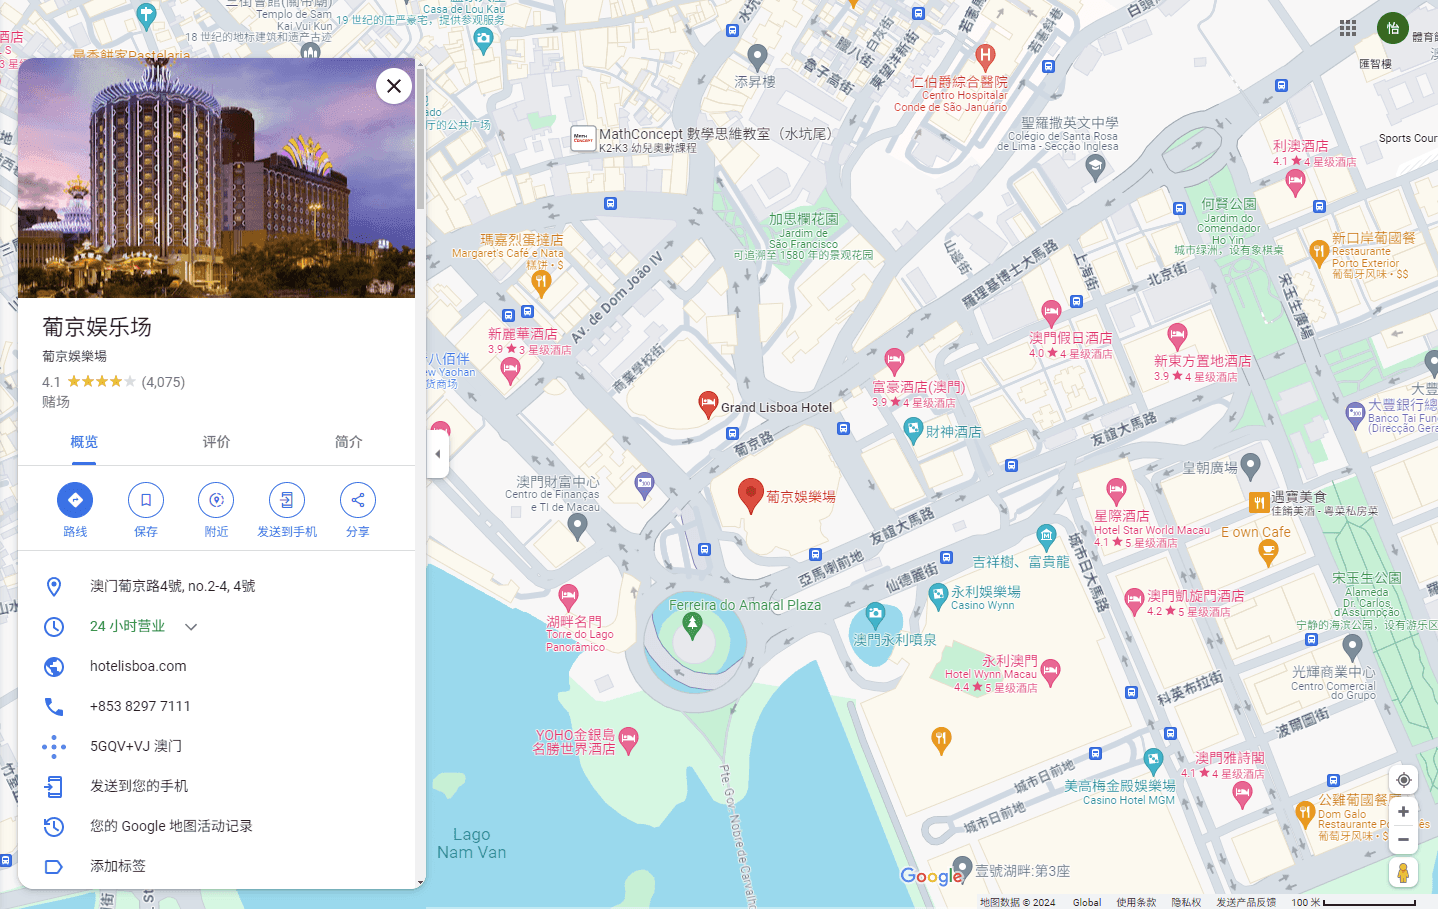 葡京娱乐场
葡京娛樂場
4.1 (4,075)
赌场
概览
评价
简介
路线
保存
附近
发送到手机
分享
澳门葡京路4號, no.2-4, 4號
24 小时营业
hotelisboa.com
+853 8297 7111
5GQV+VJ 澳门
发送到您的手机
您的 Google 地图活动记录
添加标签
Templo de Sam
Kai Vui Kun
18 世纪的地标建筑和遗产古迹
Casa de Lou Kau
19 世纪的庄严豪宅，提供参观服务
添昇樓
MathConcept 數學思維教室（水坑尾）
K2-K3 幼兒奧數課程
仁伯爵綜合醫院
Centro Hospitalar
Conde de São Januário
聖羅撒英文中學
Colégio de Santa Rosa
de Lima - Secção Inglesa
怡
匯智樓
Sports Cour
利澳酒店
4.1 ★ 4 星级酒店
何賢公園
Jardim do
Comendador
Ho Yin
城市绿洲，设有象棋桌
新口岸葡國餐
Restaurante
Porto Exterior
葡萄牙风味 • $$
加思欄花園
Jardim de
São Francisco
可追溯至 1580 年的景观花园
瑪嘉烈蛋撻店
Margaret's Café e Nata
糕饼 • $
Av. de Dom João IV
新麗華酒店
3.9 ★ 3 星级酒店
八佰伴
ew Yaohan
货商场
商業學校街
羅理基博士大馬路
上海街
北京街
宋玉生廣場
澳門假日酒店
4.0 ★ 4 星级酒店
新東方置地酒店
3.9 ★ 4 星级酒店
富豪酒店(澳門)
3.9 ★ 4 星级酒店
Grand Lisboa Hotel
葡京路
財神酒店
友誼大馬路
大豐銀行總
Banco Tai Fun
(Direcção Gera
皇朝廣場
澳門財富中心
Centro de Finanças
e TI de Macau
葡京娛樂場
遇寶美食
佳餚美酒 - 粵菜私房菜
星際酒店
Hotel Star World Macau
4.1 ★ 5 星级酒店
E own Cafe
友誼大馬路
亞馬喇前地
仙德麗街
吉祥樹、富貴龍
城市日大馬路
永利娛樂場
Casino Wynn
澳門凱旋門酒店
4.2 ★ 5 星级酒店
宋玉生公園
Alameda
Dr. Carlos
d'Assumpção
宁静的海滨公园，设有游乐区
湖畔名門
Torre do Lago
Panorâmico
Ferreira do Amaral Plaza
澳門永利噴泉
永利澳門
Hotel Wynn Macau
4.4 ★ 5 星级酒店
光輝商業中心
Centro Comercial
do Grupo
科英布拉街
波爾圖街
YOHO金銀島
名勝世界酒店
Pte. Gov. Nobre de Carvalho
城市日前地
美高梅金殿娛樂場
Casino Hotel MGM
澳門雅詩閣
4.1 ★ 4 星级酒店
公雞葡國餐
Dom Galo
葡萄牙风味
城市日前地
Lago
Nam Van
壹號湖畔:第3座
Google
地图数据 © 2024
Global
使用条款
隐私权
发送产品反馈
100 米